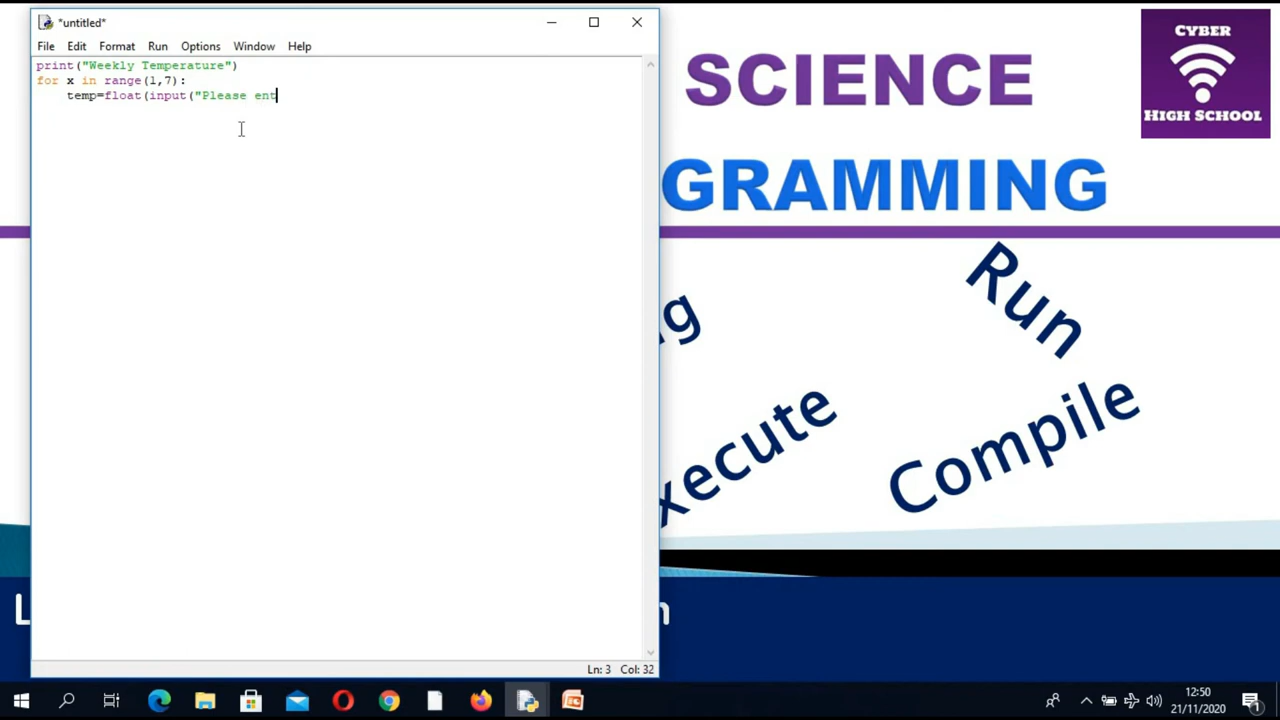 *untitled*
File Edit Format Run Options Window Help
print("Weekly Temperature")
for x in range(1,7):
    temp=float(input("Please ent
Ln: 3 Col: 32
SCIENCE
GRAMMING
CYBER
HIGH SCHOOL
g
Run
xecute
Compile
L
n
12:50
21/11/2020
1